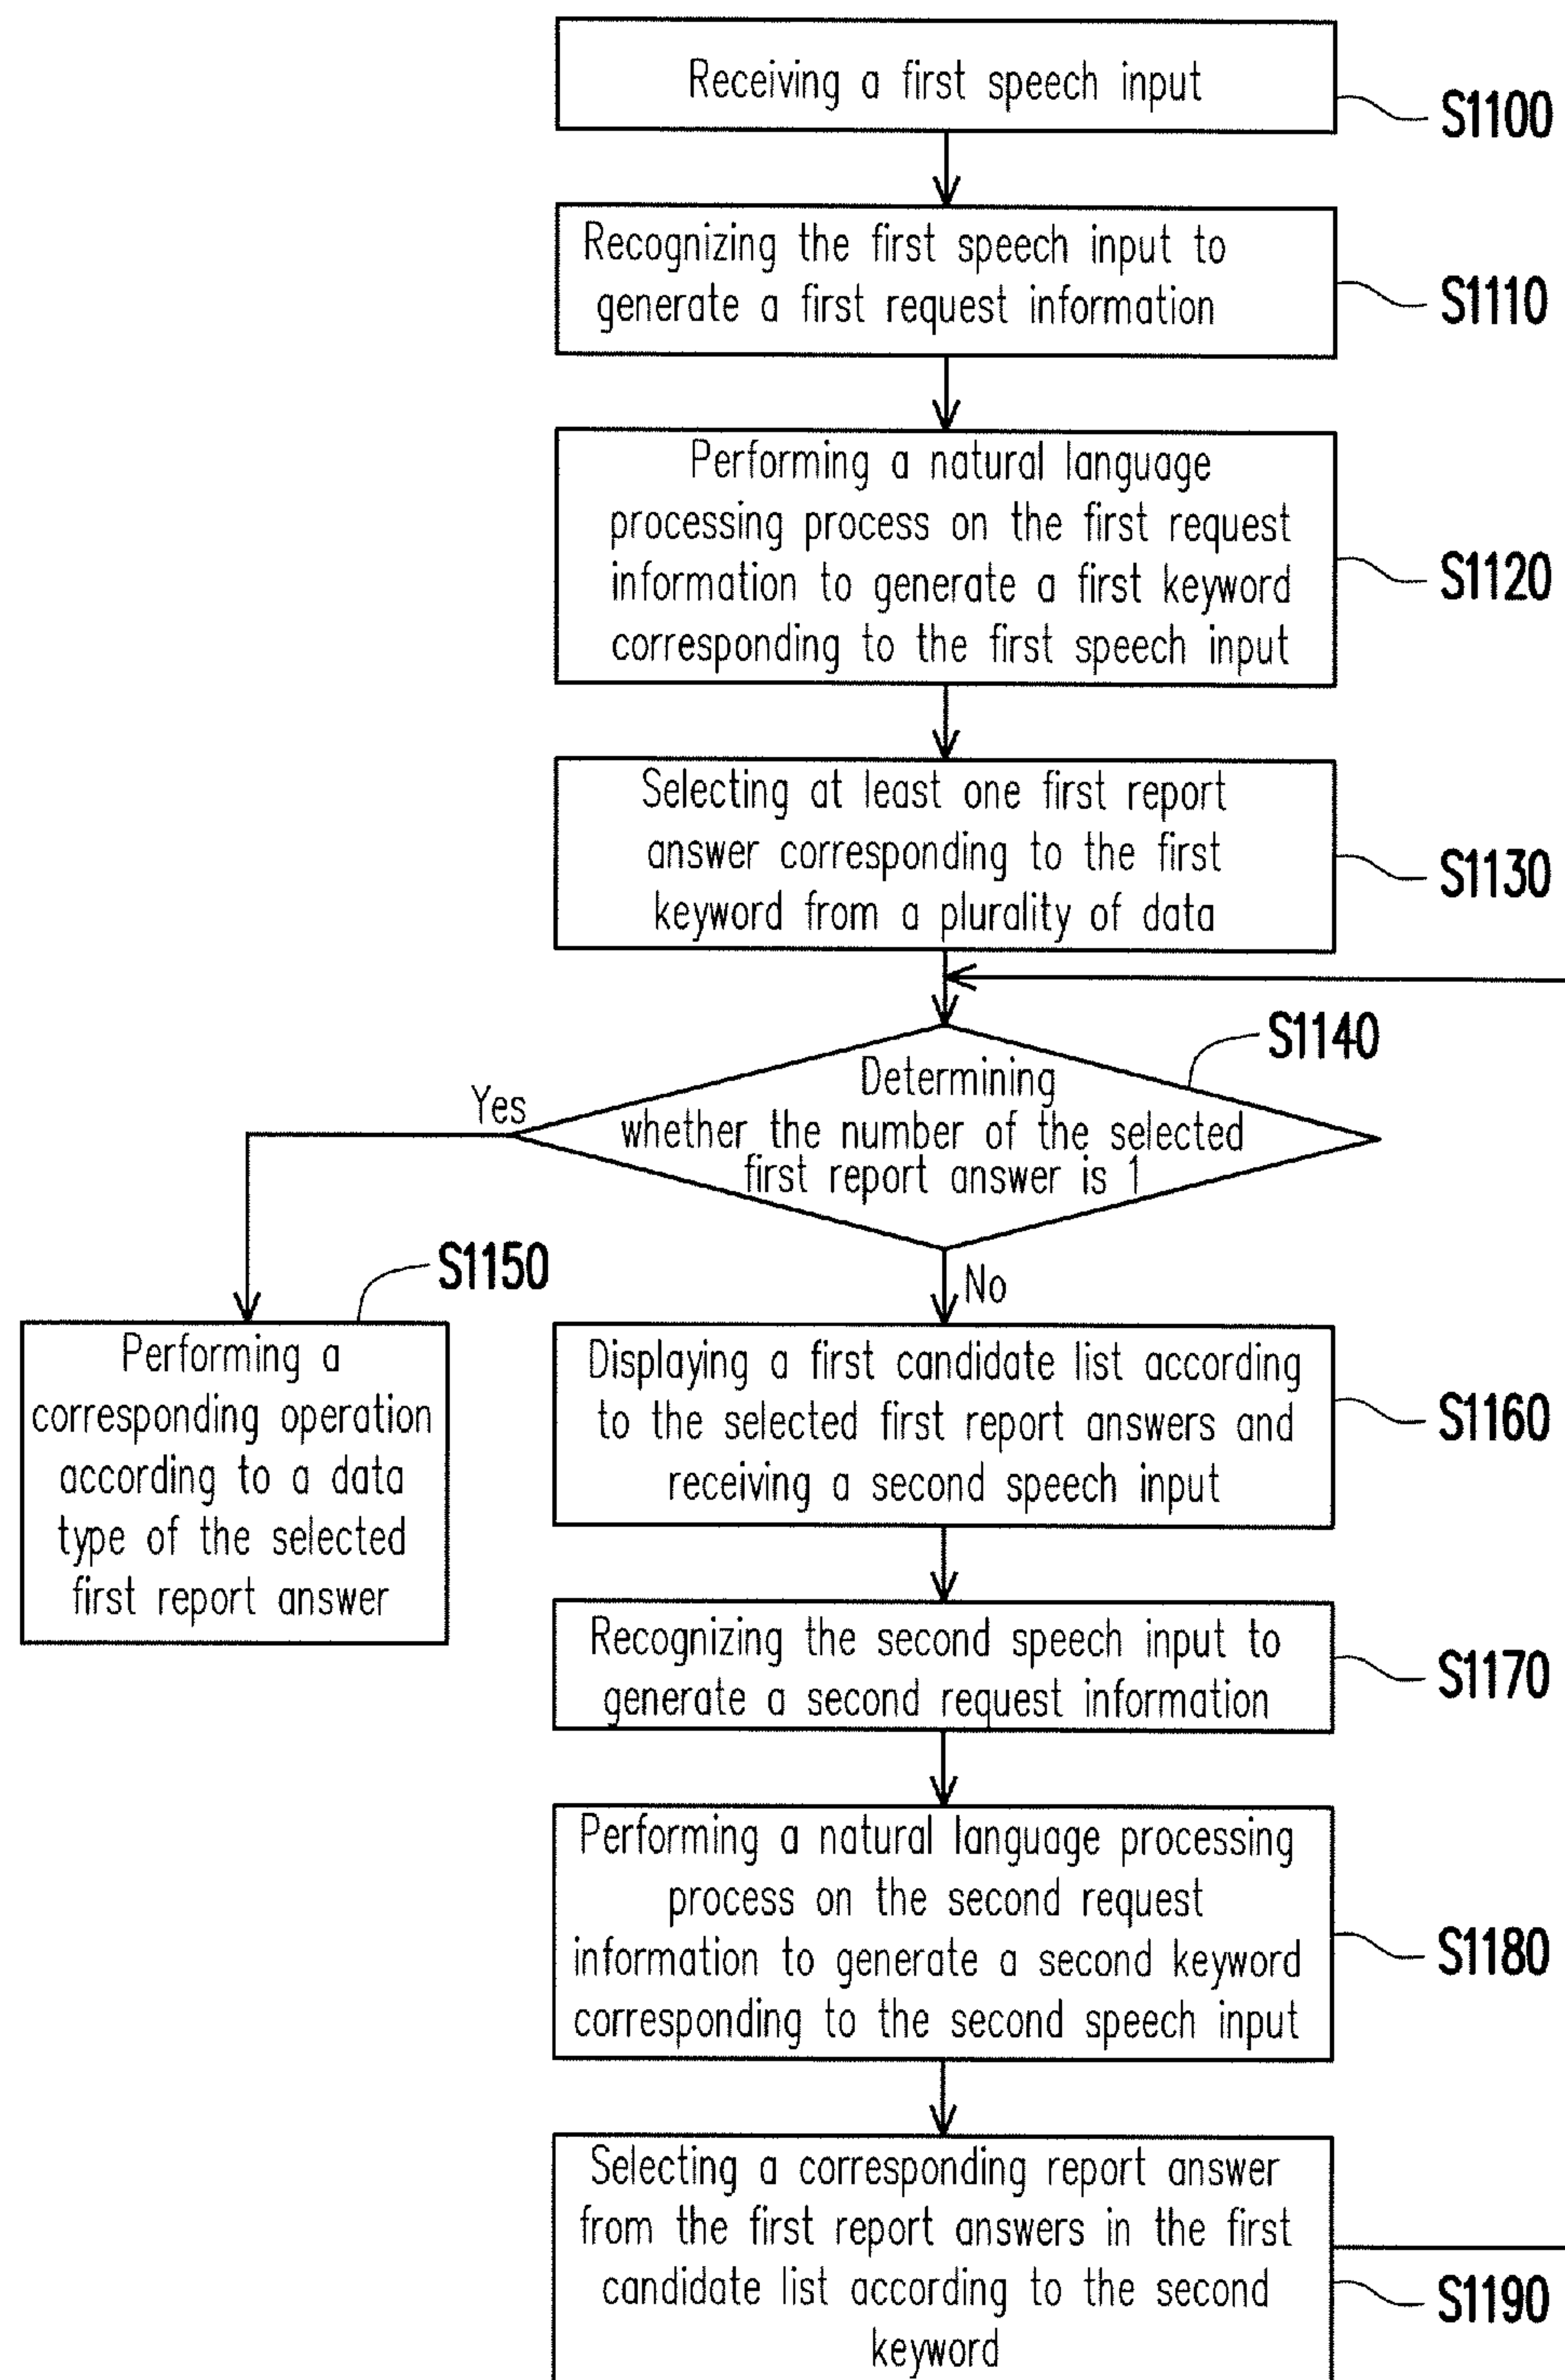 Receiving a first speech input
S1100
Recognizing the first speech input to
generate a first request information
S1110
Performing a natural language
processing process on the first request
information to generate a first keyword
corresponding to the first speech input
S1120
Selecting at least one first report
answer corresponding to the first
keyword from a plurality of data
S1130
S1140
Determining
whether the number of the selected
first report answer is 1
Yes
No
S1150
Performing a
corresponding operation
according to a data
type of the selected
first report answer
Displaying a first candidate list according
to the selected first report answers and
receiving a second speech input
S1160
Recognizing the second speech input to
generate a second request information
S1170
Performing a natural language processing
process on the second request
information to generate a second keyword
corresponding to the second speech input
S1180
Selecting a corresponding report answer
from the first report answers in the first
candidate list according to the second
keyword
S1190